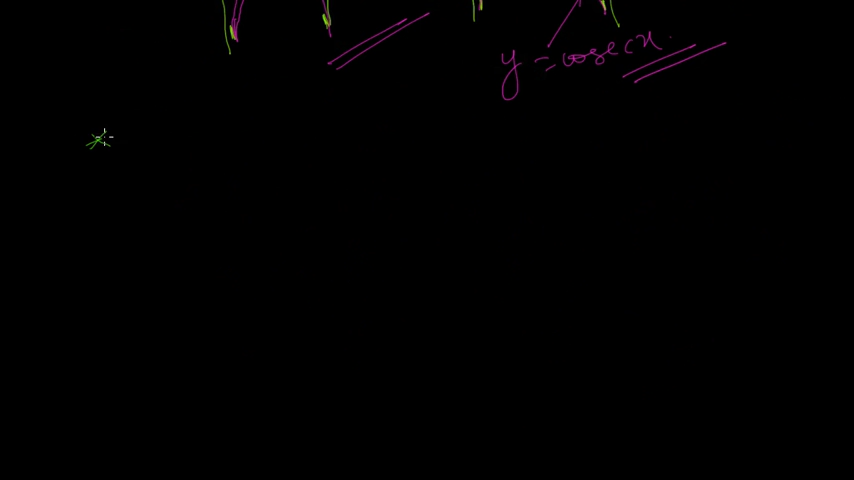 y = cosec x.